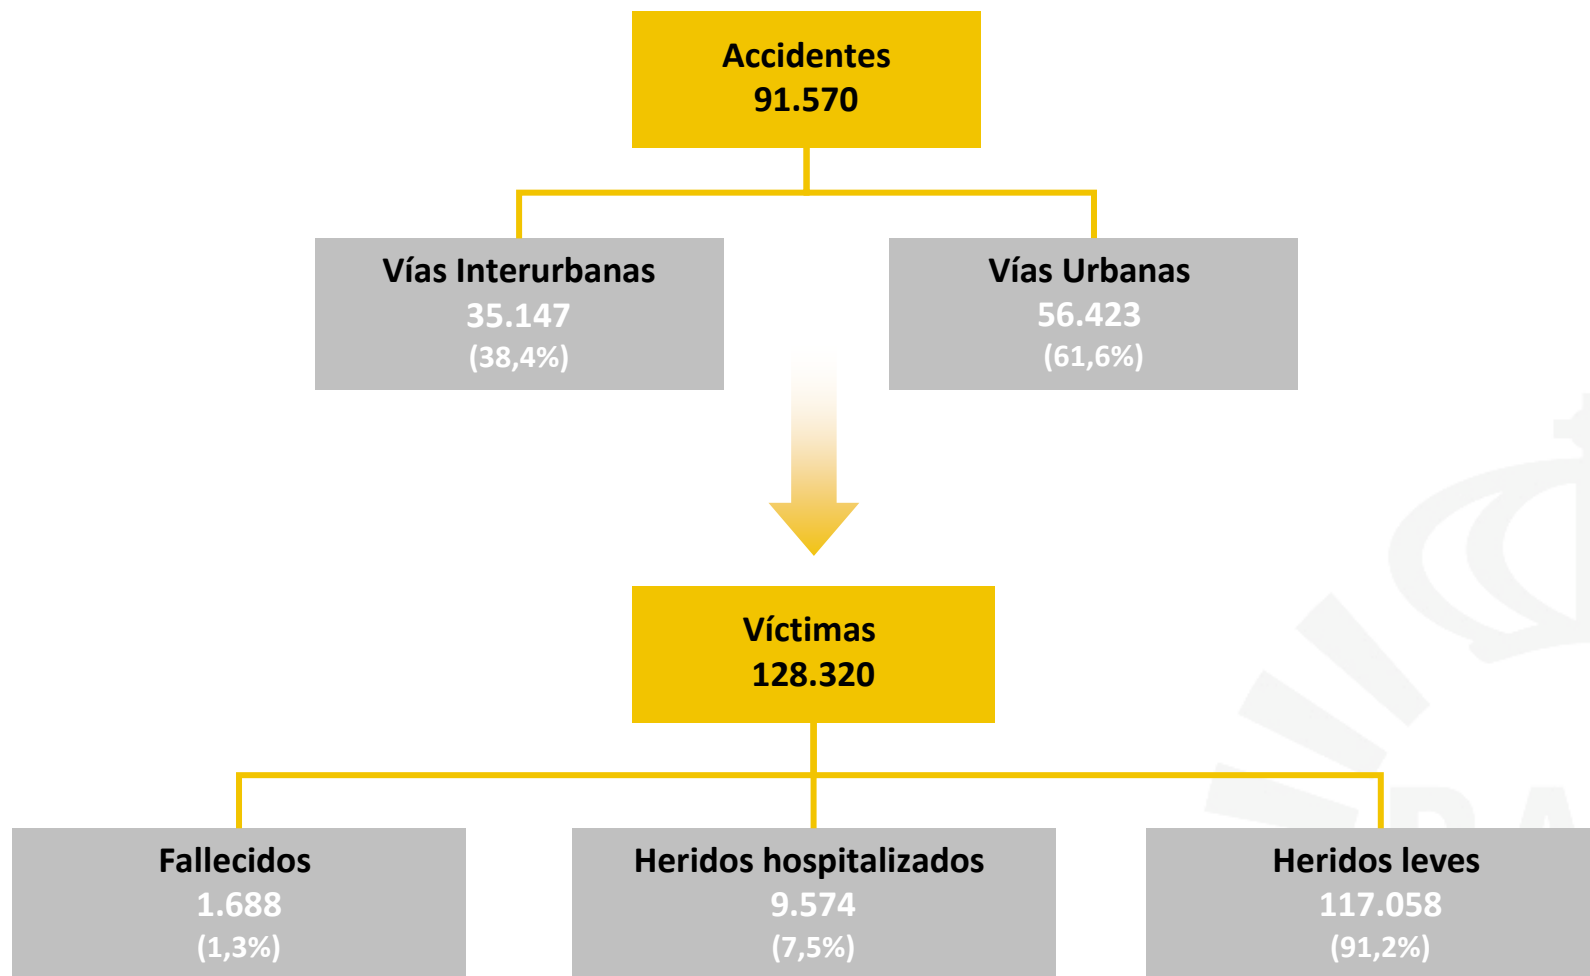 Accidentes
91.570
Vías Interurbanas
35.147
(38,4%)
Vías Urbanas
56.423
(61,6%)
Víctimas
128.320
Fallecidos
1.688
(1,3%)
Heridos hospitalizados
9.574
(7,5%)
Heridos leves
117.058
(91,2%)